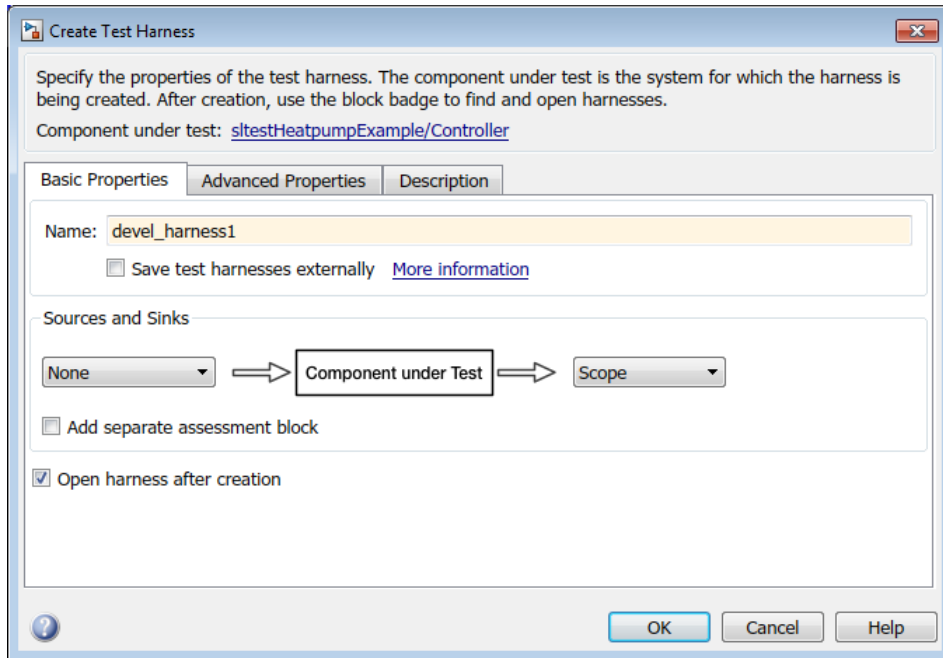 Create Test Harness
Specify the properties of the test harness. The component under test is the system for which the harness is
being created. After creation, use the block badge to find and open harnesses.
Component under test: sltestHeatpumpExample/Controller
Basic Properties Advanced Properties Description
Name: devel_harness1
Save test harnesses externally More information
Sources and Sinks
None Component under Test Scope
Add separate assessment block
Open harness after creation
? OK Cancel Help